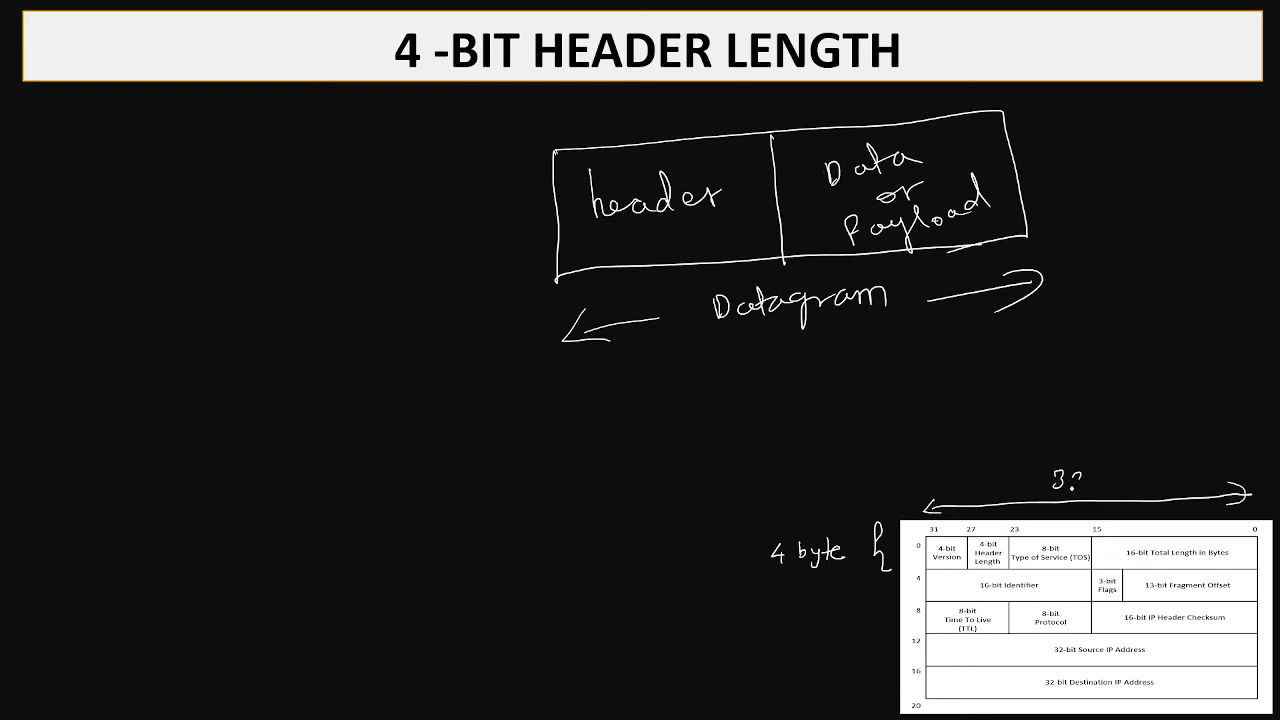 4 -BIT HEADER LENGTH
header
Data
or
Payload
Datagram
4 byte
31 27 23 15 0
0
4-bit
Version
4-bit
Header
Length
8-bit
Type of Service (TOS)
16-bit Total Length in Bytes
4
16-bit Identifier
3-bit
Flags
13-bit Fragment Offset
8
8-bit
Time To Live
(TTL)
8-bit
Protocol
16-bit IP Header Checksum
12
32-bit Source IP Address
16
32-bit Destination IP Address
20